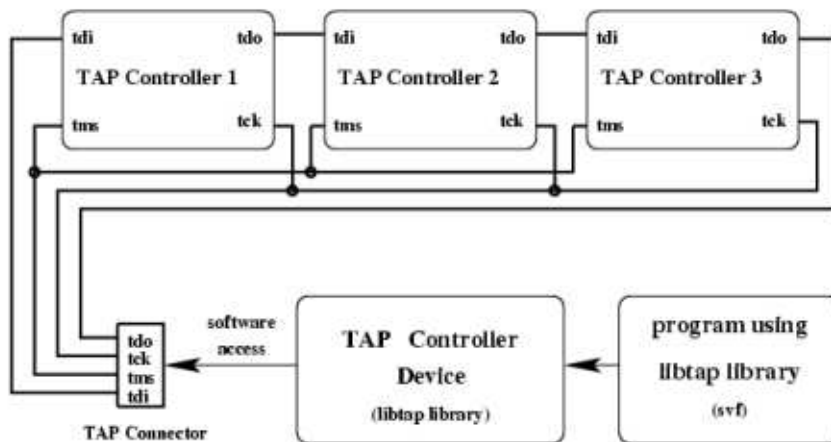 tdi tdo tdi tdo tdi tdo
TAP Controller 1 TAP Controller 2 TAP Controller 3
tms tck tms tck tms tck
software
access
tdo
tck
tms
tdi
TAP Connector
TAP Controller
Device
(libtap library)
program using
libtap library
(svf)